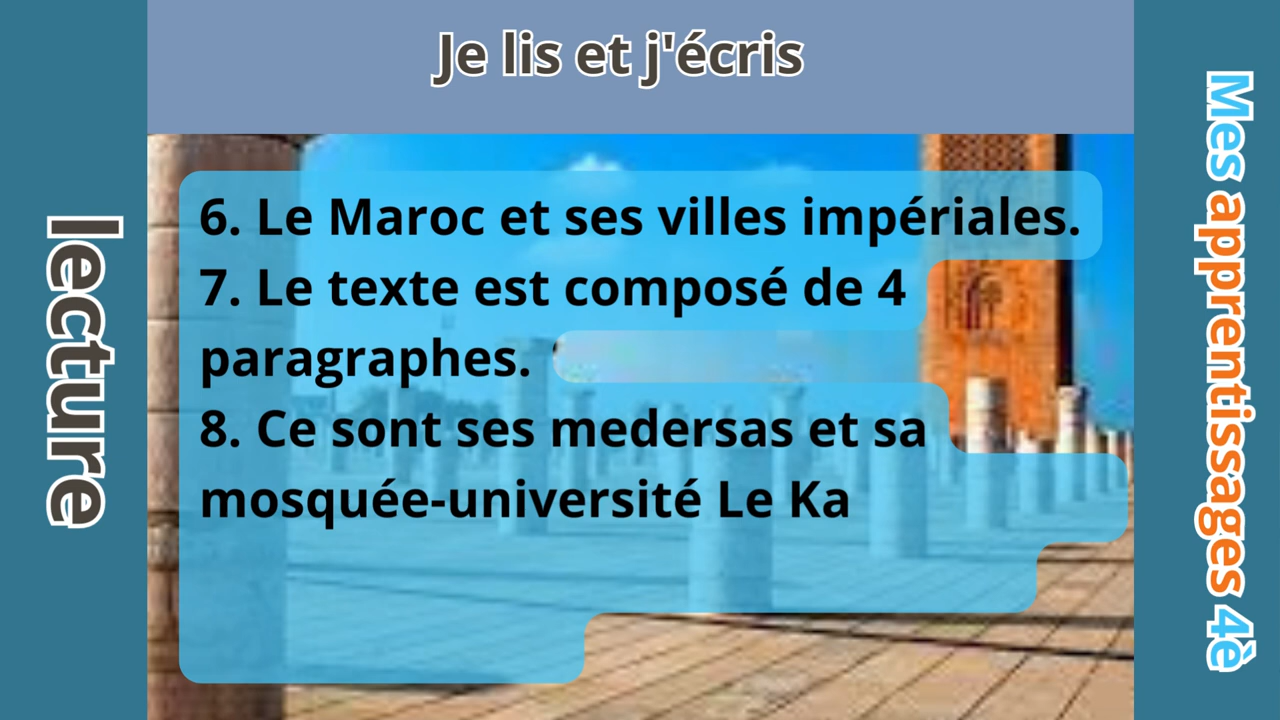 Je lis et j'écris
lecture
6. Le Maroc et ses villes impériales.
7. Le texte est composé de 4
paragraphes.
8. Ce sont ses medersas et sa
mosquée-université Le Ka
Mes apprentissages 4è